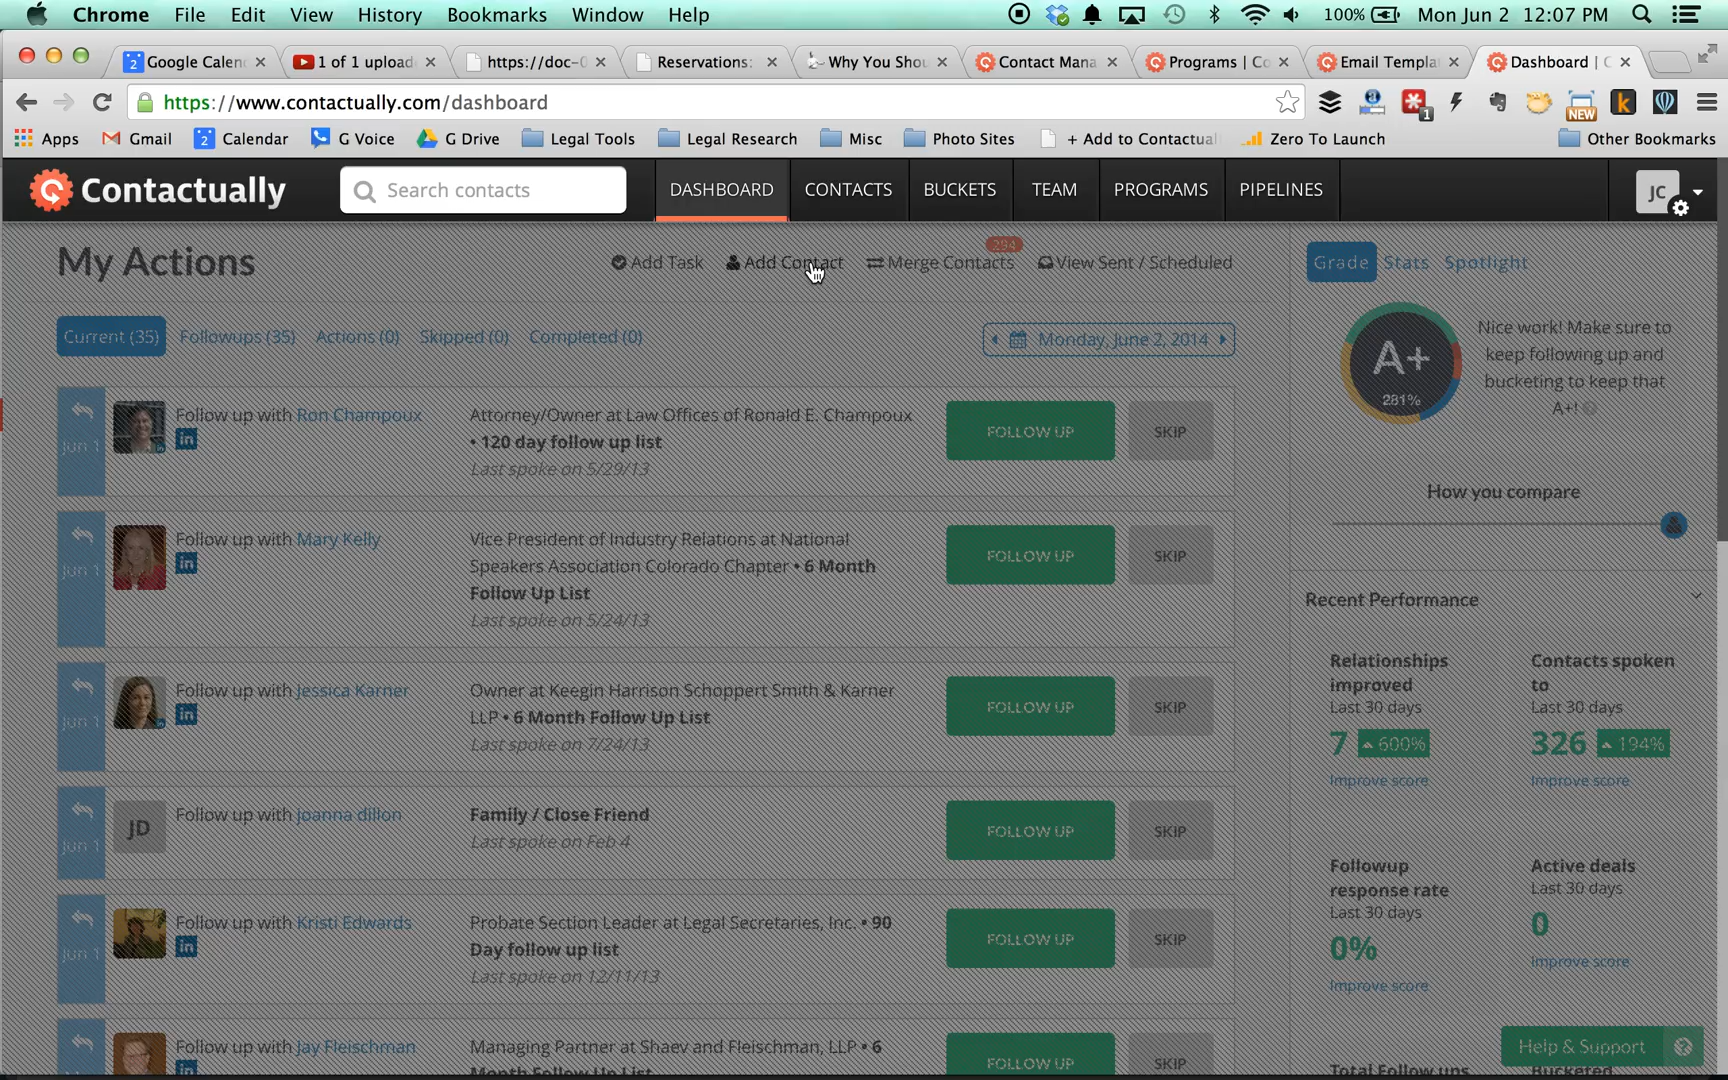 Chrome File Edit View History Bookmarks Window Help 100% Mon Jun 2 12:07 PM
Google Calen 1 of 1 upload https://doc-0 Reservations: Why You Shou Contact Mana Programs | Co Email Templa Dashboard | C
https://www.contactually.com/dashboard
1
NEW
Apps Gmail Calendar G Voice G Drive Legal Tools Legal Research Misc Photo Sites + Add to Contactual Zero To Launch Other Bookmarks
Contactually Search contacts DASHBOARD CONTACTS BUCKETS TEAM PROGRAMS PIPELINES JC
294
My Actions Add Task Add Contact Merge Contacts View Sent / Scheduled
Grade Stats Spotlight
Current (35) Followups (35) Actions (0) Skipped (0) Completed (0) Monday, June 2, 2014
A+
281%
Nice work! Make sure to
keep following up and
bucketing to keep that
A+!
How you compare
Jun 1
Follow up with Ron Champoux
Attorney/Owner at Law Offices of Ronald E. Champoux
• 120 day follow up list
Last spoke on 5/29/13
FOLLOW UP SKIP
Jun 1
Follow up with Mary Kelly
Vice President of Industry Relations at National
Speakers Association Colorado Chapter • 6 Month
Follow Up List
Last spoke on 5/24/13
FOLLOW UP SKIP
Jun 1
Follow up with Jessica Karner
Owner at Keegin Harrison Schoppert Smith & Karner
LLP • 6 Month Follow Up List
Last spoke on 7/24/13
FOLLOW UP SKIP
Jun 1
JD
Follow up with joanna dillon
Family / Close Friend
Last spoke on Feb 4
FOLLOW UP SKIP
Jun 1
Follow up with Kristi Edwards
Probate Section Leader at Legal Secretaries, Inc. • 90
Day follow up list
Last spoke on 12/11/13
FOLLOW UP SKIP
Follow up with Jay Fleischman
Managing Partner at Shaev and Fleischman, LLP • 6
Month Follow Up List
FOLLOW UP SKIP
Recent Performance
Relationships
improved
Last 30 days
7 600%
Improve score
Contacts spoken
to
Last 30 days
326 194%
Improve score
Followup
response rate
Last 30 days
0%
Improve score
Active deals
Last 30 days
0
Improve score
Help & Support
Total Follow ups
Bucketed